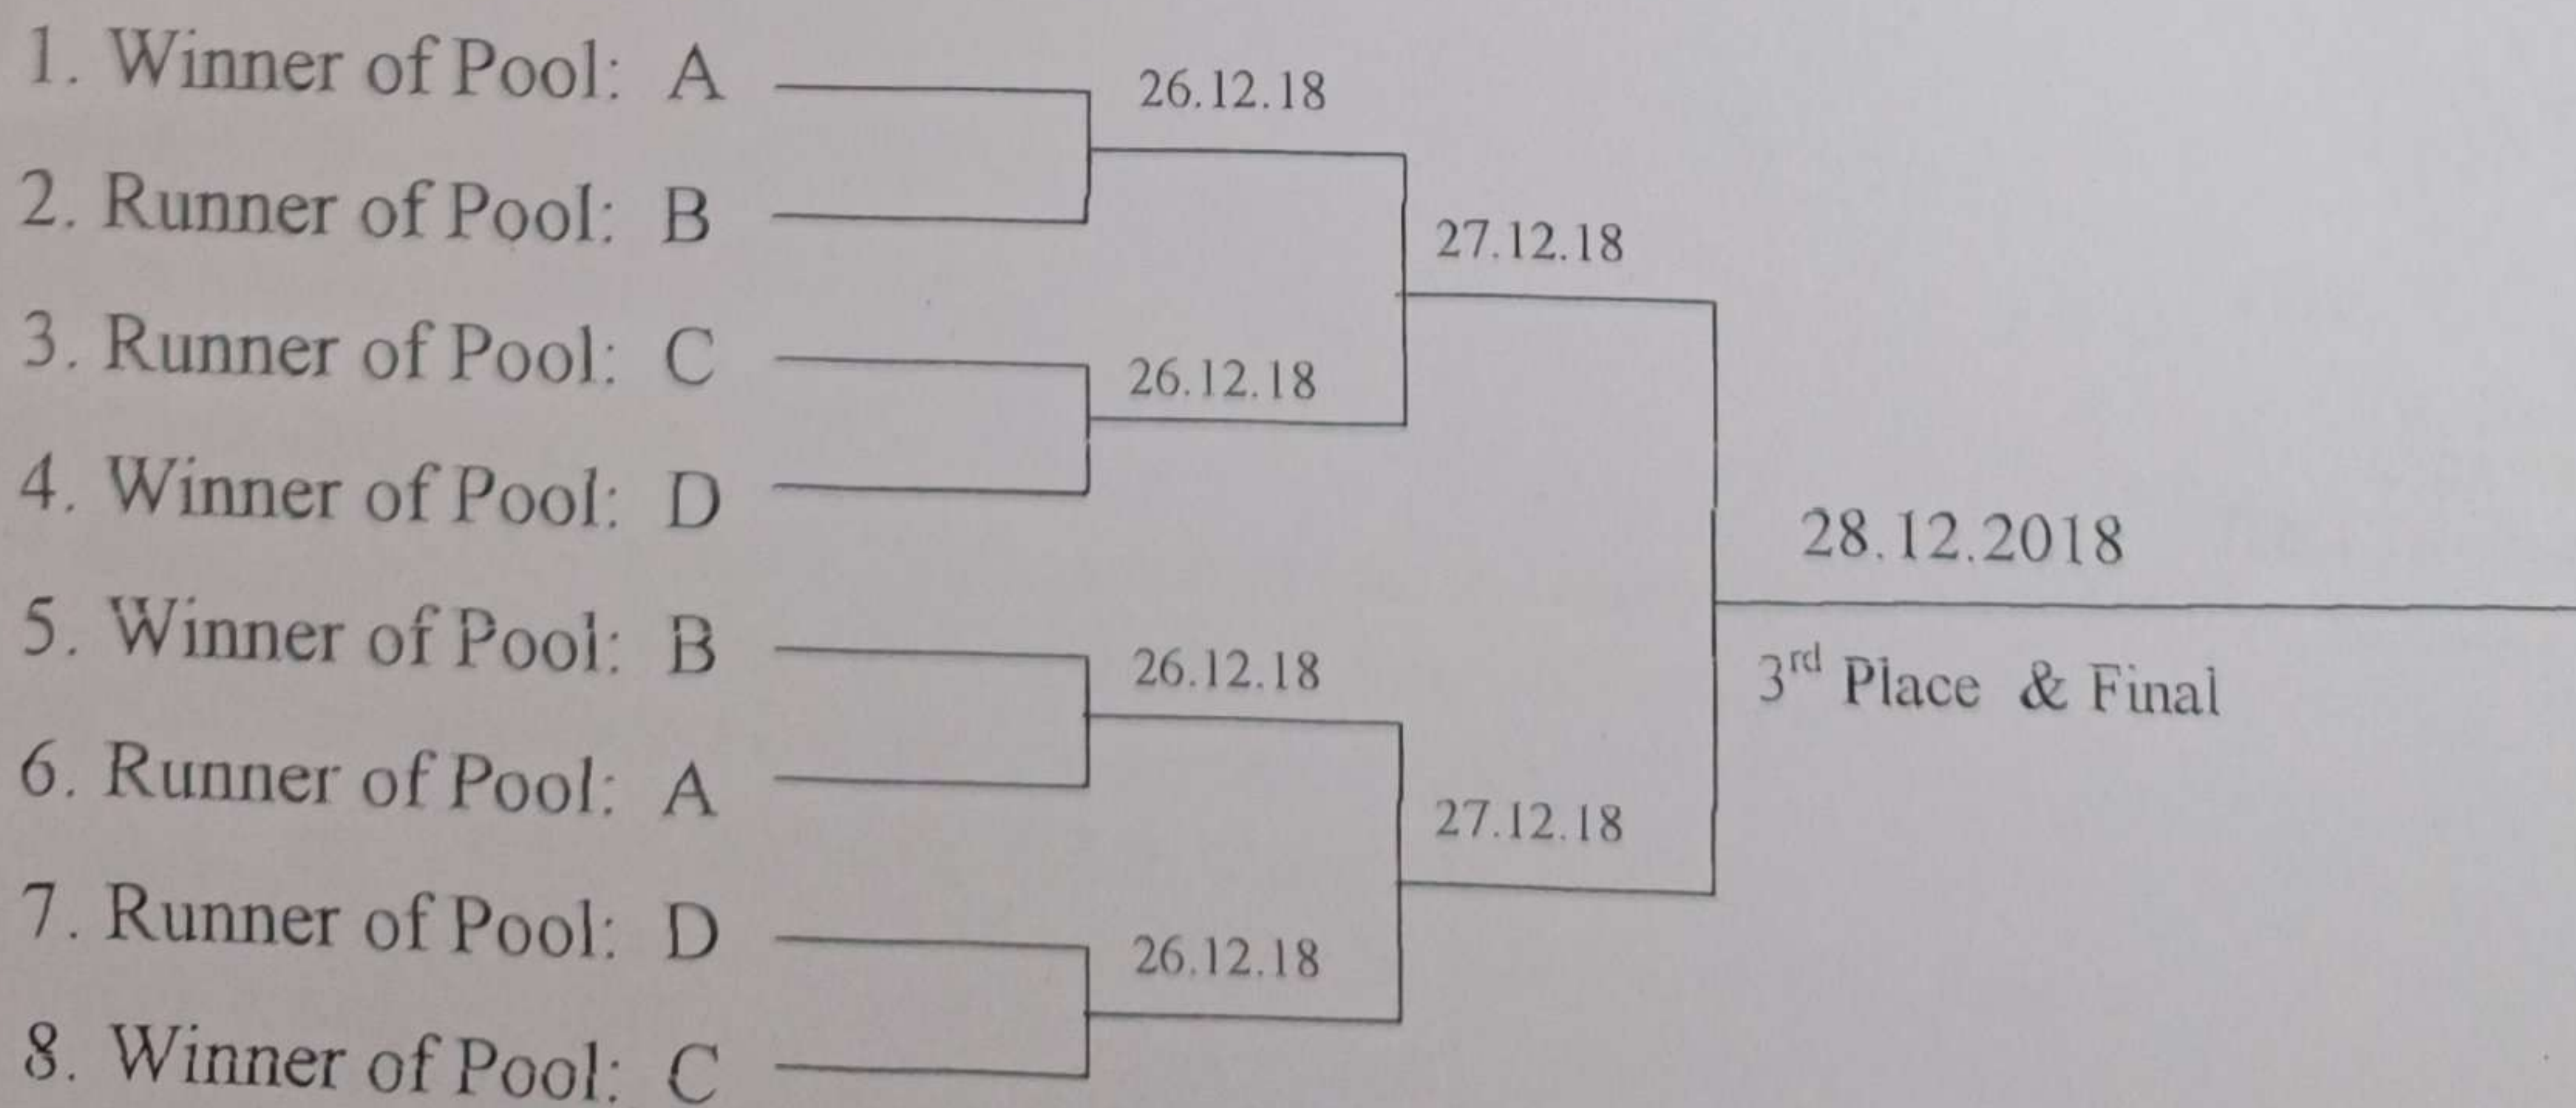 1. Winner of Pool: A
26.12.18
2. Runner of Pool: B
27.12.18
3. Runner of Pool: C
26.12.18
4. Winner of Pool: D
28.12.2018
5. Winner of Pool: B
26.12.18
3rd Place & Final
6. Runner of Pool: A
27.12.18
7. Runner of Pool: D
26.12.18
8. Winner of Pool: C